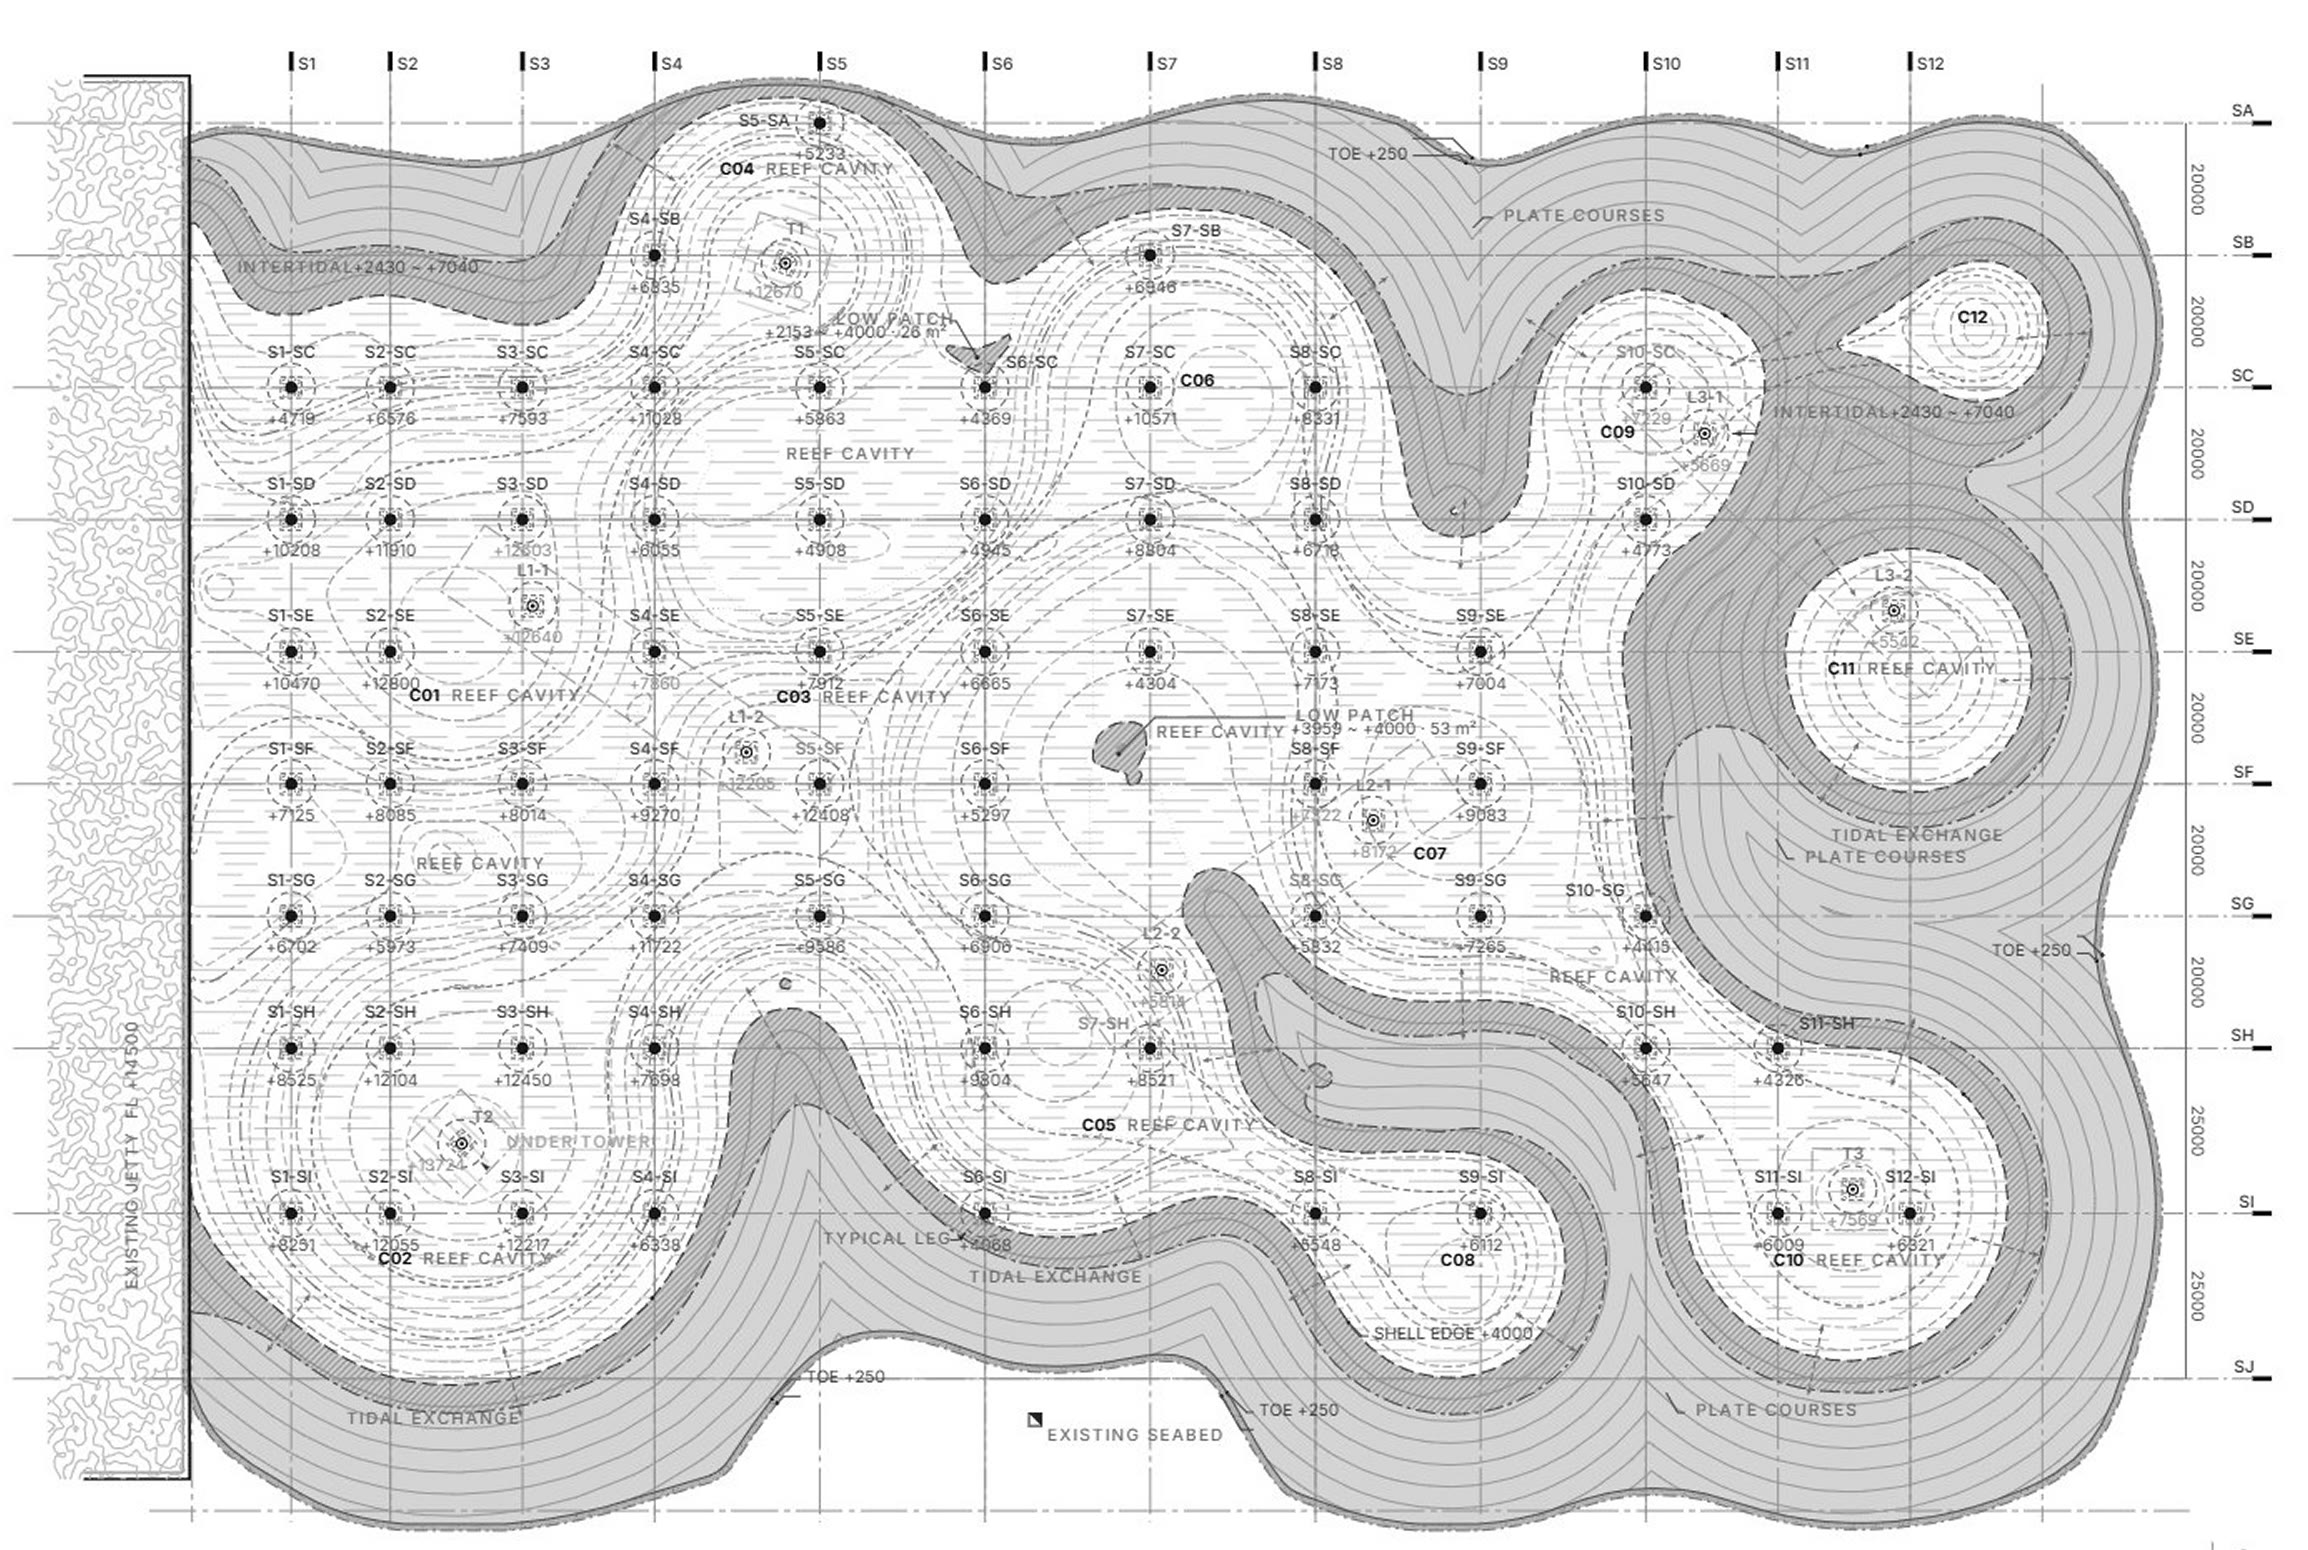 S1 S2 S3 S4 S5 S6 S7 S8 S9 S10 S11 S12
SA
S5-SA
+5233
TOE +250
C04 REEF CAVITY
20000
S4-SB
T1
S7-SB
PLATE COURSES
SB
INTERTIDAL+2430 ~ +7040
+6835
+12670
+6946
LOW PATCH
+2153 ~ +4000 · 26 m²
C12
20000
S1-SC S2-SC S3-SC S4-SC S5-SC S6-SC S7-SC S8-SC S10-SC
C06
SC
L3-1
+4719 +6576 +7593 +11028 +5863 +4369 +10571 +8331 +7229
INTERTIDAL+2430 ~ +7040
C09
REEF CAVITY
+5669
20000
S1-SD S2-SD S3-SD S4-SD S5-SD S6-SD S7-SD S8-SD S10-SD
SD
+10208 +11910 +12603 +6055 +4908 +4945 +8804 +6718 +4773
L1-1
L3-2
20000
S1-SE S2-SE S4-SE S5-SE S6-SE S7-SE S8-SE S9-SE
+12640
+5542
SE
C11 REEF CAVITY
+10470 +12800 +7860 +7912 +6665 +4304 +7173 +7004
C01 REEF CAVITY
C03 REEF CAVITY
L1-2
LOW PATCH
REEF CAVITY +3959 ~ +4000 · 53 m²
20000
S1-SF S2-SF S3-SF S4-SF S5-SF S6-SF S8-SF S9-SF
SF
+12205
L2-1
+7125 +8085 +8014 +9270 +12408 +5297 +7322 +9083
TIDAL EXCHANGE
+8172
C07
PLATE COURSES
REEF CAVITY
20000
S1-SG S2-SG S3-SG S4-SG S5-SG S6-SG S8-SG S9-SG S10-SG
SG
L2-2
+6702 +5973 +7409 +11722 +9586 +6906 +5832 +7265 +4415
TOE +250
REEF CAVITY
+5814
20000
S1-SH S2-SH S3-SH S4-SH S6-SH S7-SH S10-SH S11-SH
SH
+8525 +12104 +12450 +7698 +9804 +8521 +5647 +4326
T2
C05 REEF CAVITY
UNDER TOWER
25000
T3
+13724
S1-SI S2-SI S3-SI S4-SI S6-SI S8-SI S9-SI S11-SI S12-SI
SI
+7569
TYPICAL LEG
+8251 +12055 +12217 +6338 +4068 +5548 +6112 +6009 +6321
C02 REEF CAVITY
C08
C10 REEF CAVITY
TIDAL EXCHANGE
25000
EXISTING JETTY FL +14500
SHELL EDGE +4000
SJ
TOE +250
TIDAL EXCHANGE
TOE +250
PLATE COURSES
EXISTING SEABED